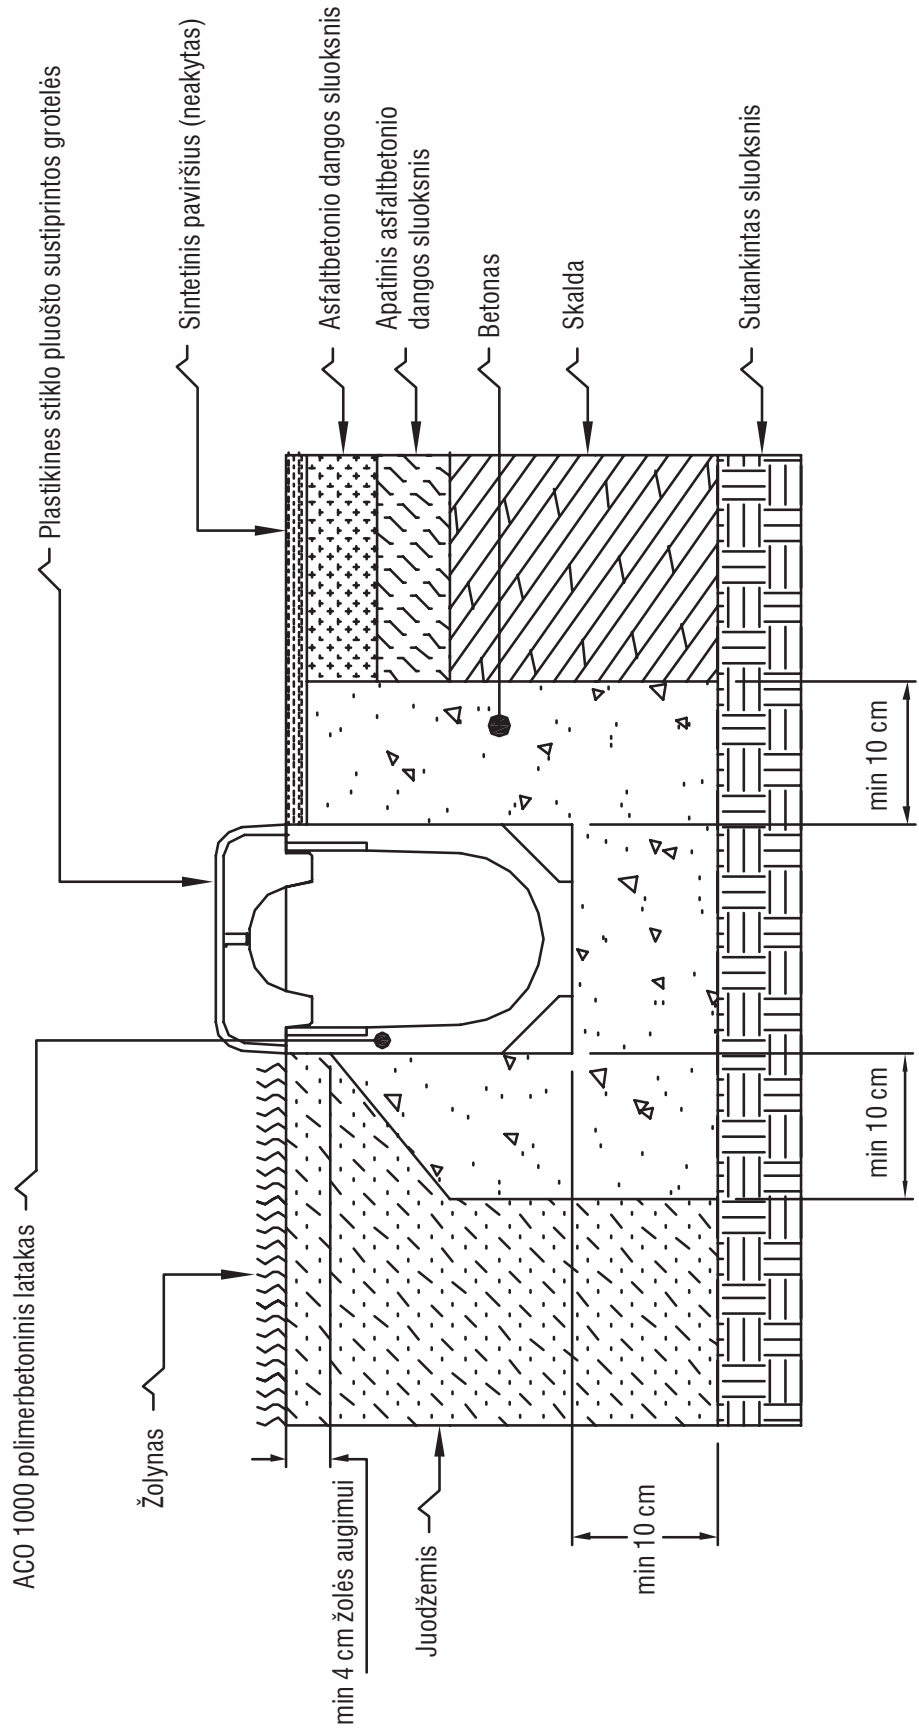 ACO 1000 polimerbetoninis latakas
Plastikines stiklo pluošto sustiprintos grotelės
Žolynas
Sintetinis paviršius (neakytas)
min 4 cm žolės augimui
Asfaltbetonio dangos sluoksnis
Juodžemis
Apatinis asfaltbetonio
dangos sluoksnis
Betonas
Skalda
min 10 cm
Sutankintas sluoksnis
min 10 cm
min 10 cm